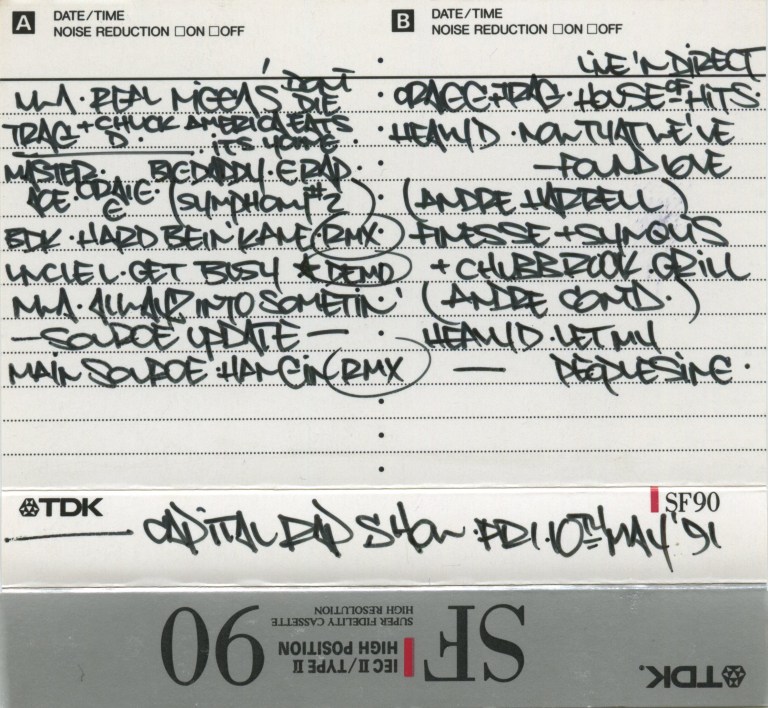 A DATE/TIME
NOISE REDUCTION □ON □OFF
N.W.A. · REAL NIGGAS DON'T DIE
TRAG + CHUCK D. AMERICA EATS ITS YOUNG
MASTER ACE · CRAIG G · BIG DADDY · G RAP · (SYMPHONY #2)
BDK · HARD BEIN' KANE (RMX)
UNCLE L · GET BUSY ★ DEMO
N.W.A. ALWAYZ INTO SOMETIN'
— SOURCE UPDATE —
MAIN SOURCE · HANGIN (RMX
B DATE/TIME
NOISE REDUCTION □ON □OFF
LIVE 'N DIRECT
HOUSE OF HITS.
HEAVY D · NOW THAT WE'VE
— FOUND LOVE
(ANDRE HARRELL)
FINESSE + SYNQUIS
+ CHUBB ROCK · GRILL
(ANDRE CONT'D.)
HEAVY D · LET MY
— PEOPLE SING ·
TDK SF90
— CAPITAL RAP SHOW · FRI. 10TH MAY '91
TDK. SF IEC II/TYPE II HIGH POSITION SUPER FIDELITY CASSETTE HIGH RESOLUTION 90